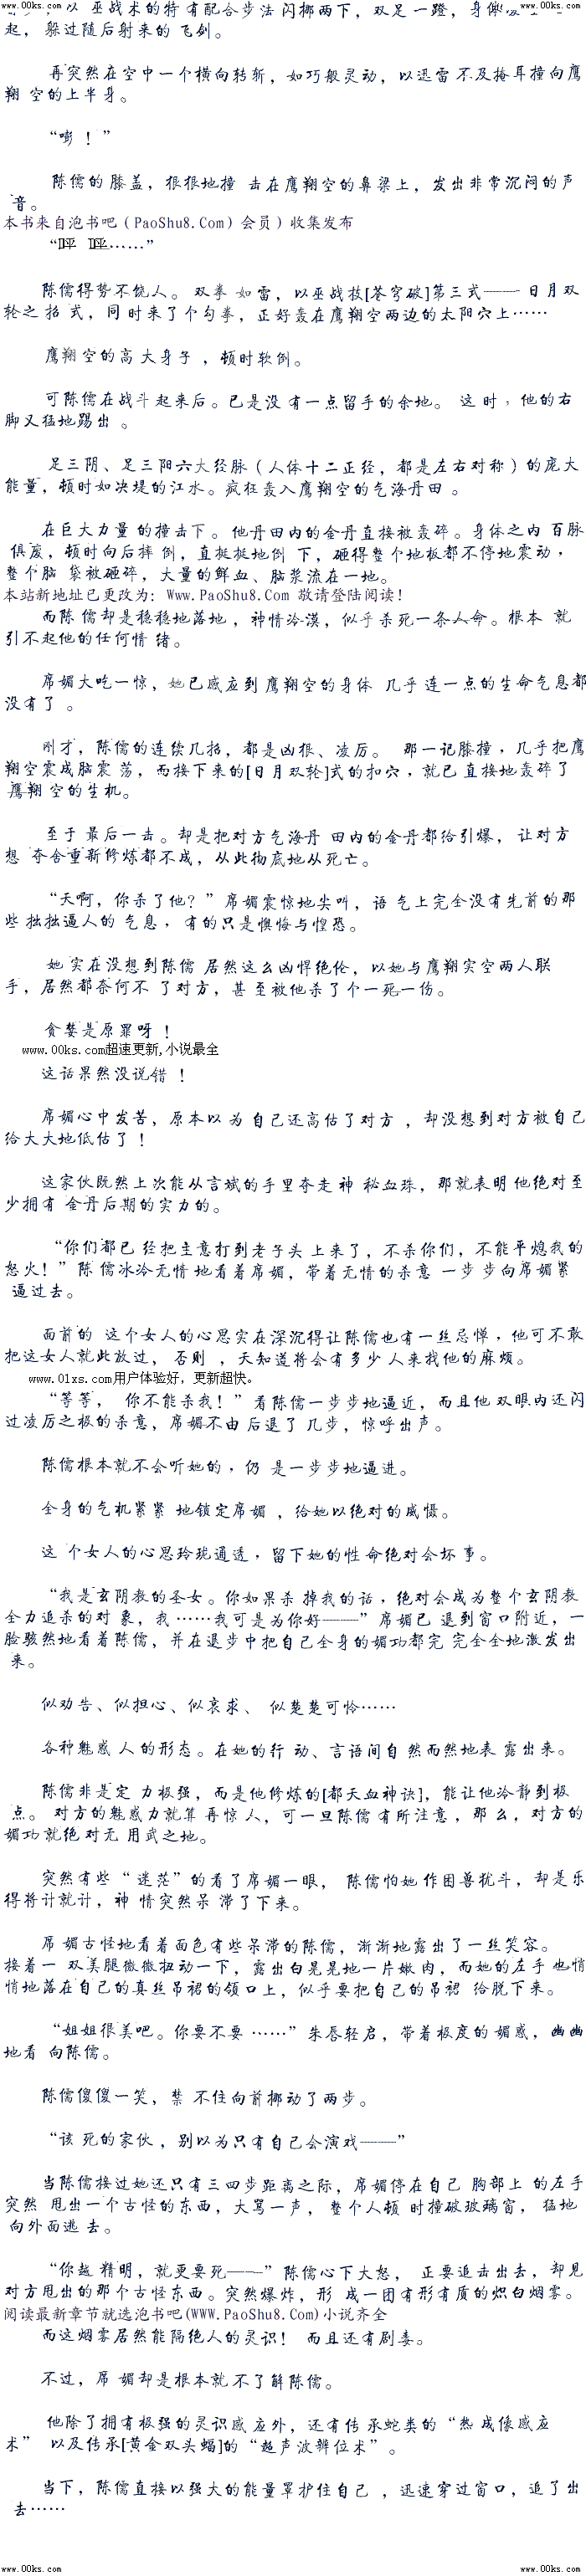 www.00ks.com www.00ks.com
以巫战术的特有配合步法闪挪两下，双足一蹬，身
起，躲过随后射来的飞剑。
再突然在空中一个横向转斩，如巧般灵动，以迅雷不及掩耳撞向鹰
翔空的上半身。
“嘭！”
陈儒的膝盖，狠狠地撞击在鹰翔空的鼻梁上，发出非常沉闷的声
音。
本书来自泡书吧（PaoShu8.Com）会员）收集发布
“呯呯……”
陈儒得势不饶人。双拳如雷，以巫战技[苍穹破]第三式———日月双
轮之招式，同时来了个勾拳，正好轰在鹰翔空两边的太阳穴上……
鹰翔空的高大身子，顿时软倒。
可陈儒在战斗起来后。已是没有一点留手的余地。这时，他的右
脚又猛地踢出。
足三阴、足三阳六大经脉（人体十二正经，都是左右对称）的庞大
能量，顿时如决堤的江水。疯狂轰入鹰翔空的气海丹田。
在巨大力量的撞击下。他丹田内的金丹直接被轰碎。身体之内百脉
俱废，顿时向后摔倒，直挺挺地倒下，砸得整个地板都不停地震动，
整个脑袋被砸碎，大量的鲜血、脑浆流在一地。
本站新地址已更改为：Www.PaoShu8.Com 敬请登陆阅读！
而陈儒却是稳稳地落地，神情冷漠，似乎杀死一条人命。根本就
引不起他的任何情绪。
席媚大吃一惊，她已感应到鹰翔空的身体几乎连一点的生命气息都
没有了。
刚才，陈儒的连续几招，都是凶狠、凌厉。那一记膝撞，几乎把鹰
翔空震成脑震荡，而接下来的[日月双轮]式的扣穴，就已直接地轰碎了
鹰翔空的生机。
至于最后一击。却是把对方气海丹田内的金丹都给引爆，让对方
想夺舍重新修炼都不成，从此彻底地从死亡。
“天啊，你杀了他？”席媚震惊地尖叫，语气上完全没有先前的那
些拙拙逼人的气息，有的只是懊悔与惶恐。
她实在没想到陈儒居然这么凶悍绝伦，以她与鹰翔实空两人联
手，居然都奈何不了对方，甚至被他杀了个一死一伤。
贪婪是原罪呀！
www.00ks.com超速更新,小说最全
这话果然没说错！
席媚心中发苦，原本以为自己还高估了对方，却没想到对方被自己
给大大地低估了！
这家伙既然上次能从言斌的手里夺走神秘血珠，那就表明他绝对至
少拥有金丹后期的实力的。
“你们都已经把主意打到老子头上来了，不杀你们，不能平熄我的
怒火！”陈儒冰冷无情地看着席媚，带着无情的杀意一步步向席媚紧
逼过去。
面前的这个女人的心思实在深沉得让陈儒也有一丝忌惮，他可不敢
把这女人就此放过，否则，天知道将会有多少人来找他的麻烦。
www.01xs.com用户体验好，更新超快。
“等等，你不能杀我！”看陈儒一步步地逼近，而且他双眼内还闪
过凌厉之极的杀意，席媚不由后退了几步，惊呼出声。
陈儒根本就不会听她的，仍是一步步地逼进。
全身的气机紧紧地锁定席媚，给她以绝对的威慑。
这个女人的心思玲珑通透，留下她的性命绝对会坏事。
“我是玄阴教的圣女。你如果杀掉我的话，绝对会成为整个玄阴教
全力追杀的对象，我……我可是为你好———”席媚已退到窗口附近，一
脸骇然地看着陈儒，并在退步中把自己全身的媚功都完完全全地激发出
来。
似劝告、似担心、似哀求、似楚楚可怜……
各种魅惑人的形态。在她的行动、言语间自然而然地表露出来。
陈儒非是定力极强，而是他修炼的[都天血神诀]，能让他冷静到极
点。对方的魅惑力就算再惊人，可一旦陈儒有所注意，那么，对方的
媚功就绝对无用武之地。
突然有些“迷茫”的看了席媚一眼，陈儒怕她作困兽犹斗，却是乐
得将计就计，神情突然呆滞了下来。
席媚古怪地看着面色有些呆滞的陈儒，渐渐地露出了一丝笑容。
接着一双美腿微微扭动一下，露出白晃晃地一片嫩肉，而她的左手也悄
悄地落在自己的真丝吊裙的领口上，似乎要把自己的吊裙给脱下来。
“姐姐很美吧。你要不要……”朱唇轻启，带着极度的媚惑，幽幽
地看向陈儒。
陈儒傻傻一笑，禁不住向前挪动了两步。
“该死的家伙，别以为只有自己会演戏———”
当陈儒接过她还只有三四步距离之际，席媚停在自己胸部上的左手
突然甩出一个古怪的东西，大骂一声，整个人顿时撞破玻璃窗，猛地
向外面逃去。
“你越精明，就更要死———”陈儒心下大怒，正要追击出去，却见
对方甩出的那个古怪东西。突然爆炸，形成一团有形有质的炽白烟雾。
阅读最新章节就选泡书吧(WWW.PaoShu8.Com)小说齐全
而这烟雾居然能隔绝人的灵识！而且还有剧毒。
不过，席媚却是根本就不了解陈儒。
他除了拥有极强的灵识感应外，还有传承蛇类的“热成像感应
术”以及传承[黄金双头蝠]的“超声波辨位术”。
当下，陈儒直接以强大的能量罩护住自己，迅速穿过窗口，追了出
去……
www.00ks.com www.00ks.com